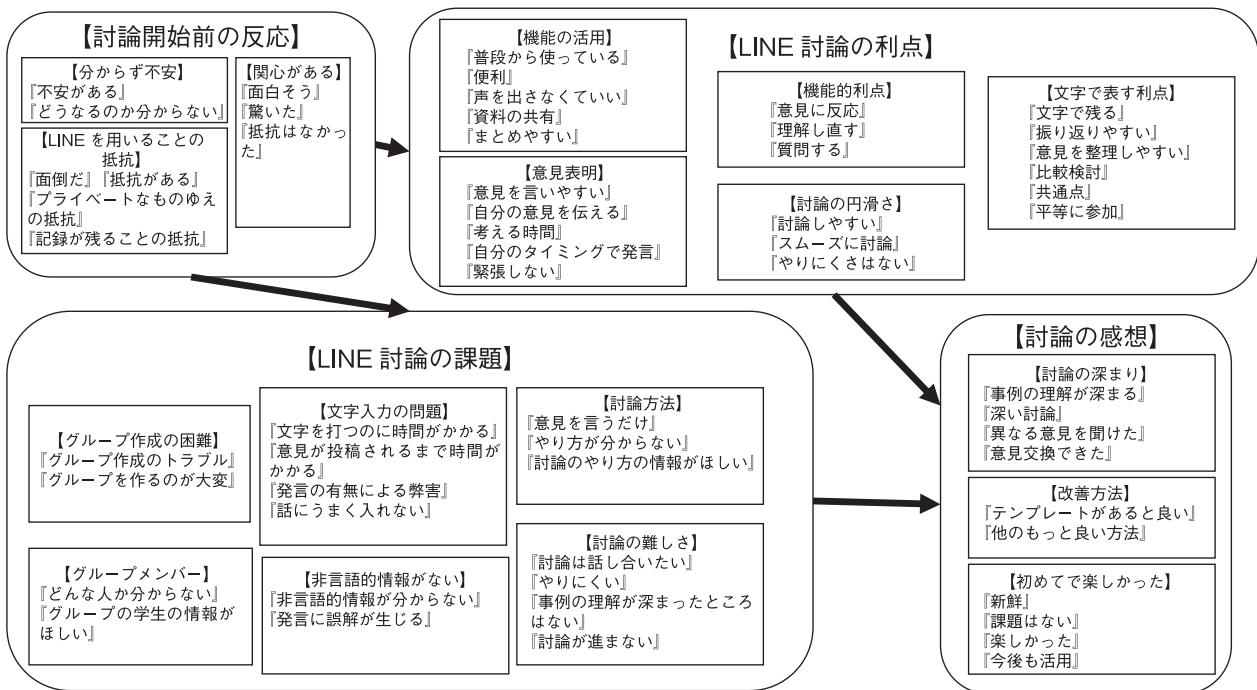 【討論開始前の反応】
【分からず不安】
『不安がある』
『どうなるのか分からない』
【LINEを用いることの
抵抗】
『面倒だ』『抵抗がある』
『プライベートなものゆえ
の抵抗』
『記録が残ることの抵抗』
【関心がある】
『面白そう』
『驚いた』
『抵抗はなかっ
た』
【LINE 討論の利点】
【機能の活用】
『普段から使っている』
『便利』
『声を出さなくていい』
『資料の共有』
『まとめやすい』
【意見表明】
『意見を言いやすい』
『自分の意見を伝える』
『考える時間』
『自分のタイミングで発言』
『緊張しない』
【機能的利点】
『意見に反応』
『理解し直す』
『質問する』
【討論の円滑さ】
『討論しやすい』
『スムーズに討論』
『やりにくさはない』
【文字で表す利点】
『文字で残る』
『振り返りやすい』
『意見を整理しやすい』
『比較検討』
『共通点』
『平等に参加』
【LINE 討論の課題】
【グループ作成の困難】
『グループ作成のトラブル』
『グループを作るのが大変』
【文字入力の問題】
『文字を打つのに時間がかかる』
『意見が投稿されるまで時間が
かかる』
『発言の有無による弊害』
『話にうまく入れない』
【討論方法】
『意見を言うだけ』
『やり方が分からない』
『討論のやり方の情報がほしい』
【グループメンバー】
『どんな人か分からない』
『グループの学生の情報が
ほしい』
【非言語的情報がない】
『非言語的情報が分からない』
『発言に誤解が生じる』
【討論の難しさ】
『討論は話し合いたい』
『やりにくい』
『事例の理解が深まったところ
はない』
『討論が進まない』
【討論の感想】
【討論の深まり】
『事例の理解が深まる』
『深い討論』
『異なる意見を聞けた』
『意見交換できた』
【改善方法】
『テンプレートがあると良い』
『他のもっと良い方法』
【初めてで楽しかった】
『新鮮』
『課題はない』
『楽しかった』
『今後も活用』